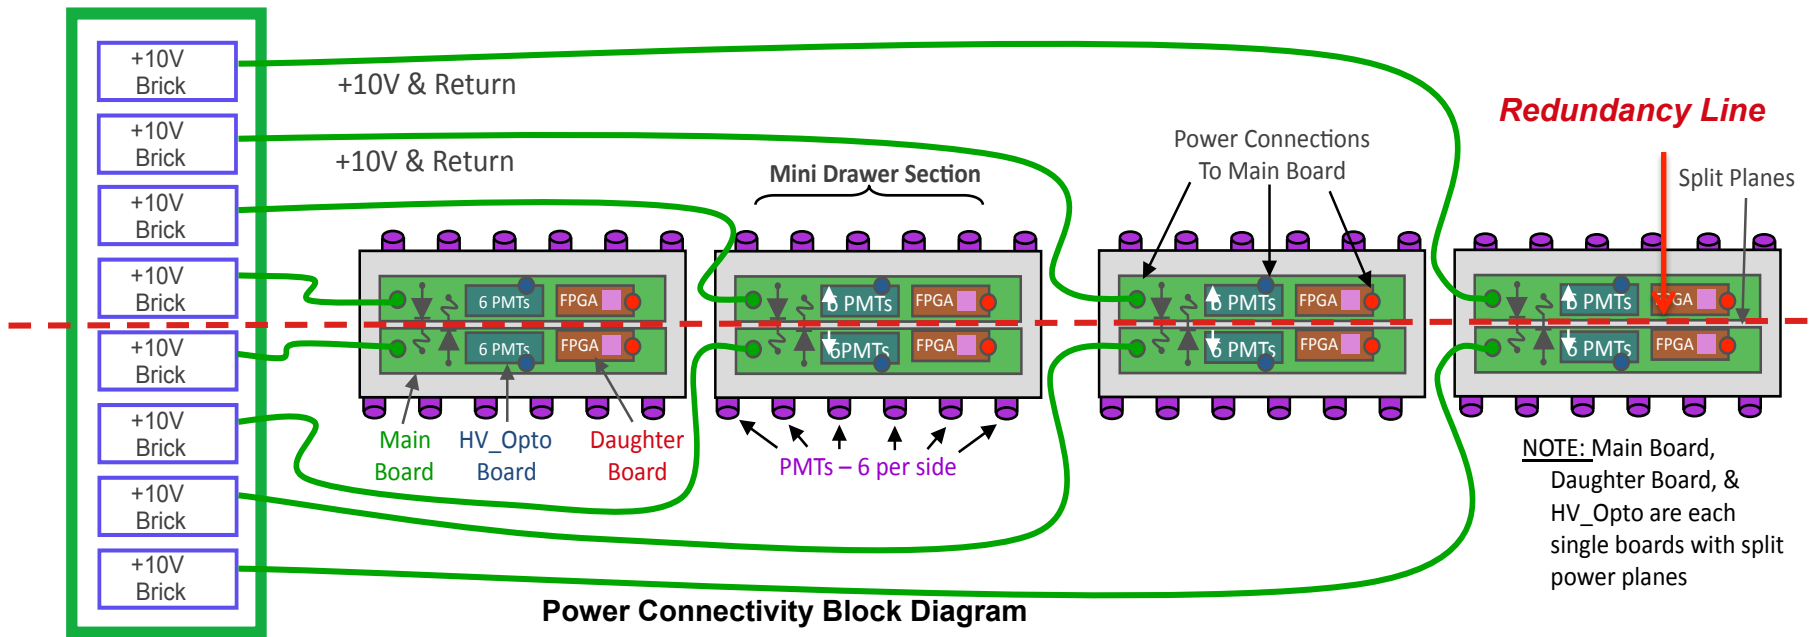 +10V
Brick
+10V
Brick
+10V
Brick
+10V
Brick
+10V
Brick
+10V
Brick
+10V
Brick
+10V
Brick
+10V & Return
+10V & Return
Mini Drawer Section
Power Connections
To Main Board
Redundancy Line
Split Planes
6 PMTs
FPGA
6 PMTs
FPGA
6 PMTs
FPGA
6PMTs
FPGA
6 PMTs
FPGA
6 PMTs
FPGA
6 PMTs
FPGA
6 PMTs
FPGA
Main
Board
HV_Opto
Board
Daughter
Board
PMTs – 6 per side
NOTE: Main Board,
Daughter Board, &
HV_Opto are each
single boards with split
power planes
Power Connectivity Block Diagram